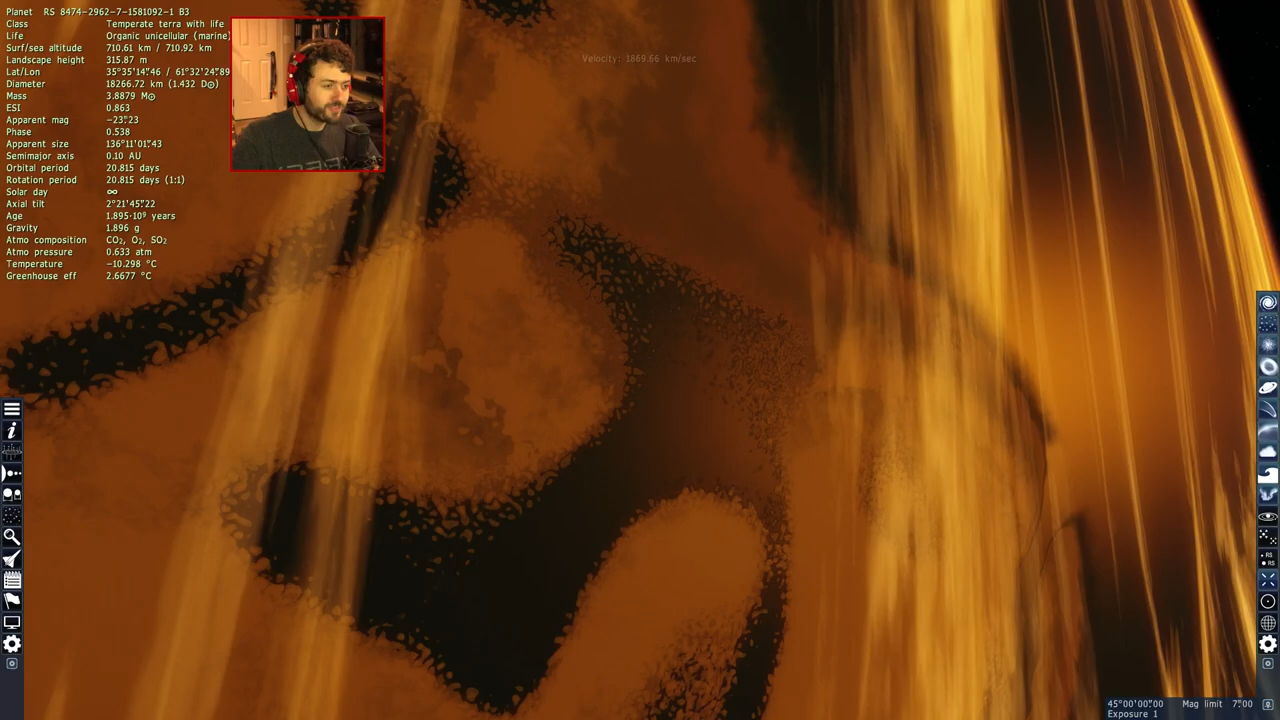 Planet RS 8474-2962-7-1581092-1 B3
Class Temperate terra with life
Life Organic unicellular (marine)
Surf/sea altitude 710.61 km / 710.92 km
Landscape height 315.87 m
Lat/Lon 35°35'14."46 / 61°32'24."89
Diameter 18266.72 km (1.432 D⊕)
Mass 3.8879 M⊕
ESI 0.863
Apparent mag −23.m23
Phase 0.538
Apparent size 136°11'01."43
Semimajor axis 0.10 AU
Orbital period 20.815 days
Rotation period 20.815 days (1:1)
Solar day ∞
Axial tilt 2°21'45."22
Age 1.895·10⁹ years
Gravity 1.896 g
Atmo composition CO₂, O₂, SO₂
Atmo pressure 0.633 atm
Temperature −10.298 °C
Greenhouse eff 2.6677 °C
Velocity: 1869.66 km/sec
RS
RS
45°00'00."00 Mag limit 7.m00
Exposure 1